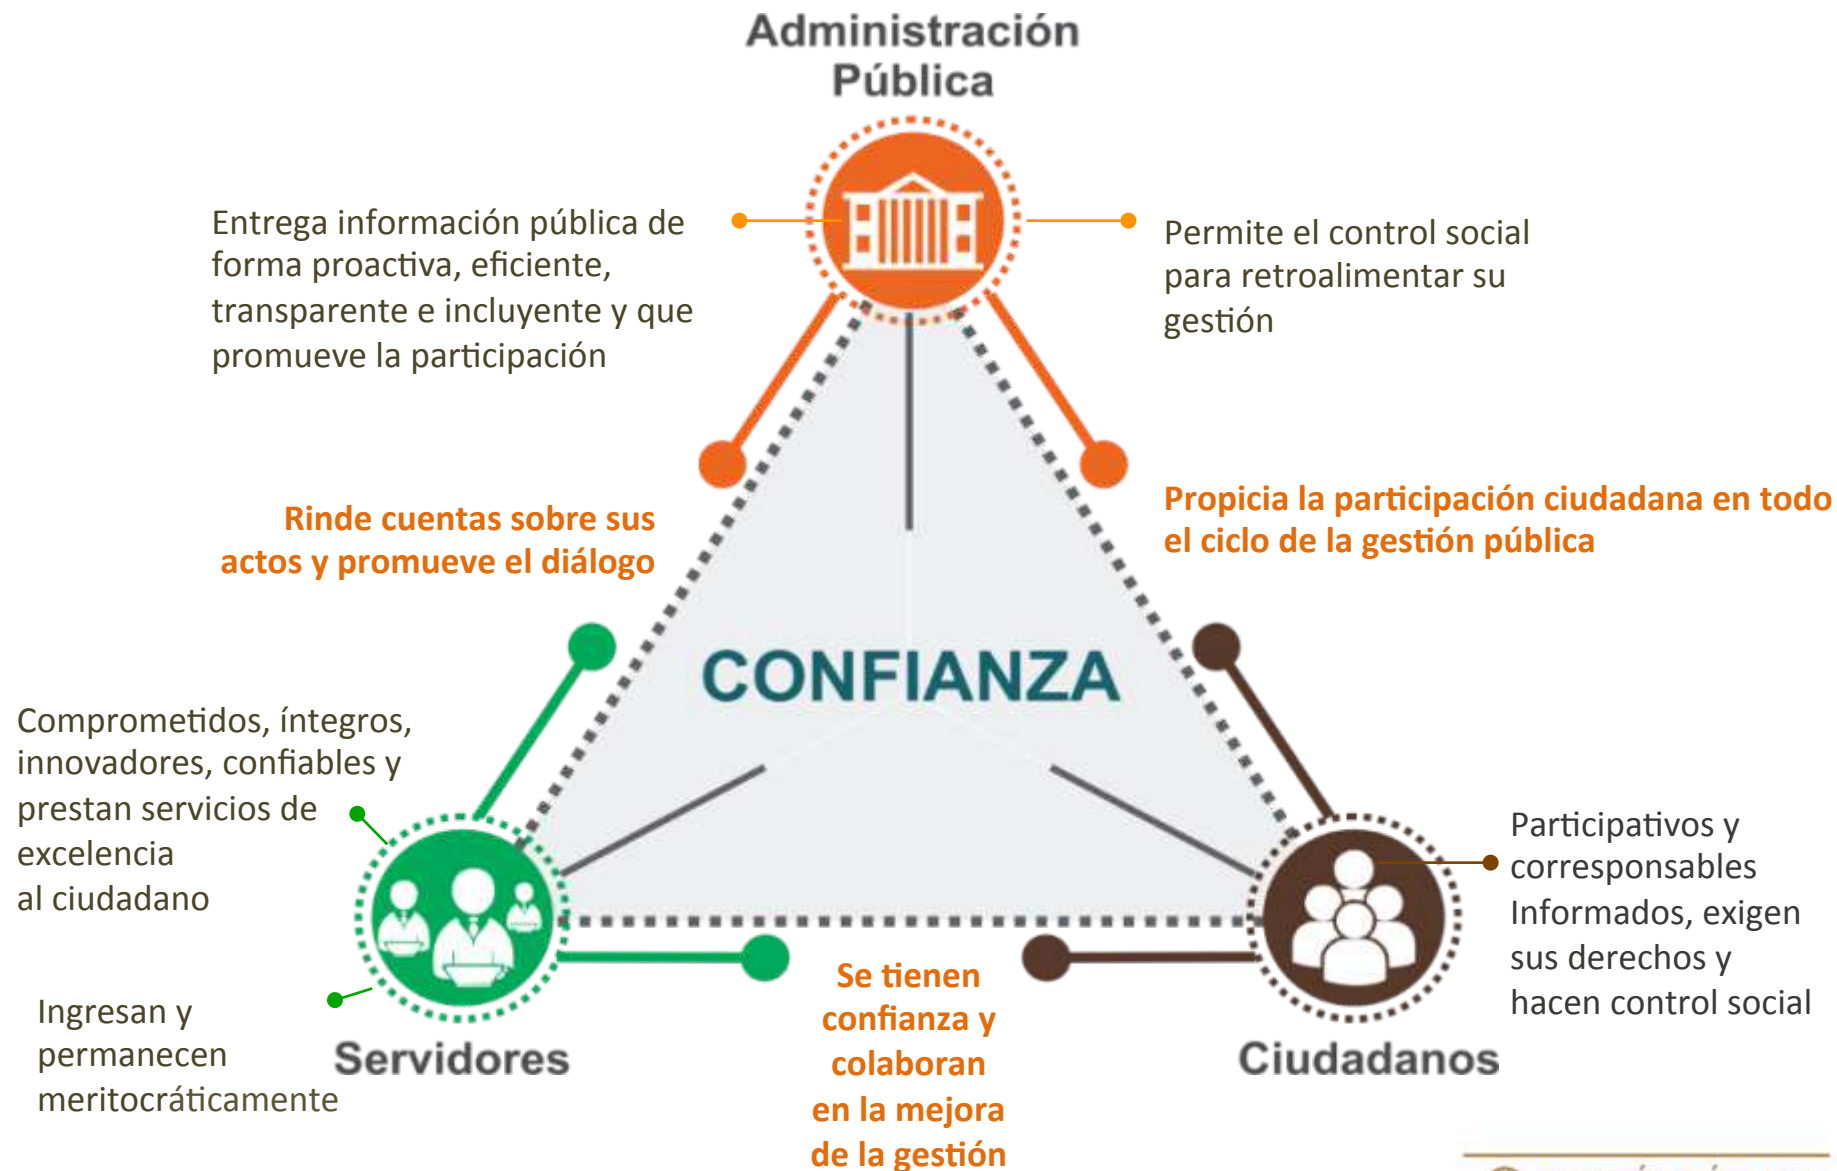 Administración
Pública
Entrega información pública de
forma proactiva, eficiente,
transparente e incluyente y que
promueve la participación
Permite el control social
para retroalimentar su
gestión
Rinde cuentas sobre sus
actos y promueve el diálogo
Propicia la participación ciudadana en todo
el ciclo de la gestión pública
CONFIANZA
Comprometidos, íntegros,
innovadores, confiables y
prestan servicios de
excelencia
al ciudadano
Ingresan y
permanecen
meritocráticamente
Servidores
Se tienen
confianza y
colaboran
en la mejora
de la gestión
Participativos y
corresponsables
Informados, exigen
sus derechos y
hacen control social
Ciudadanos